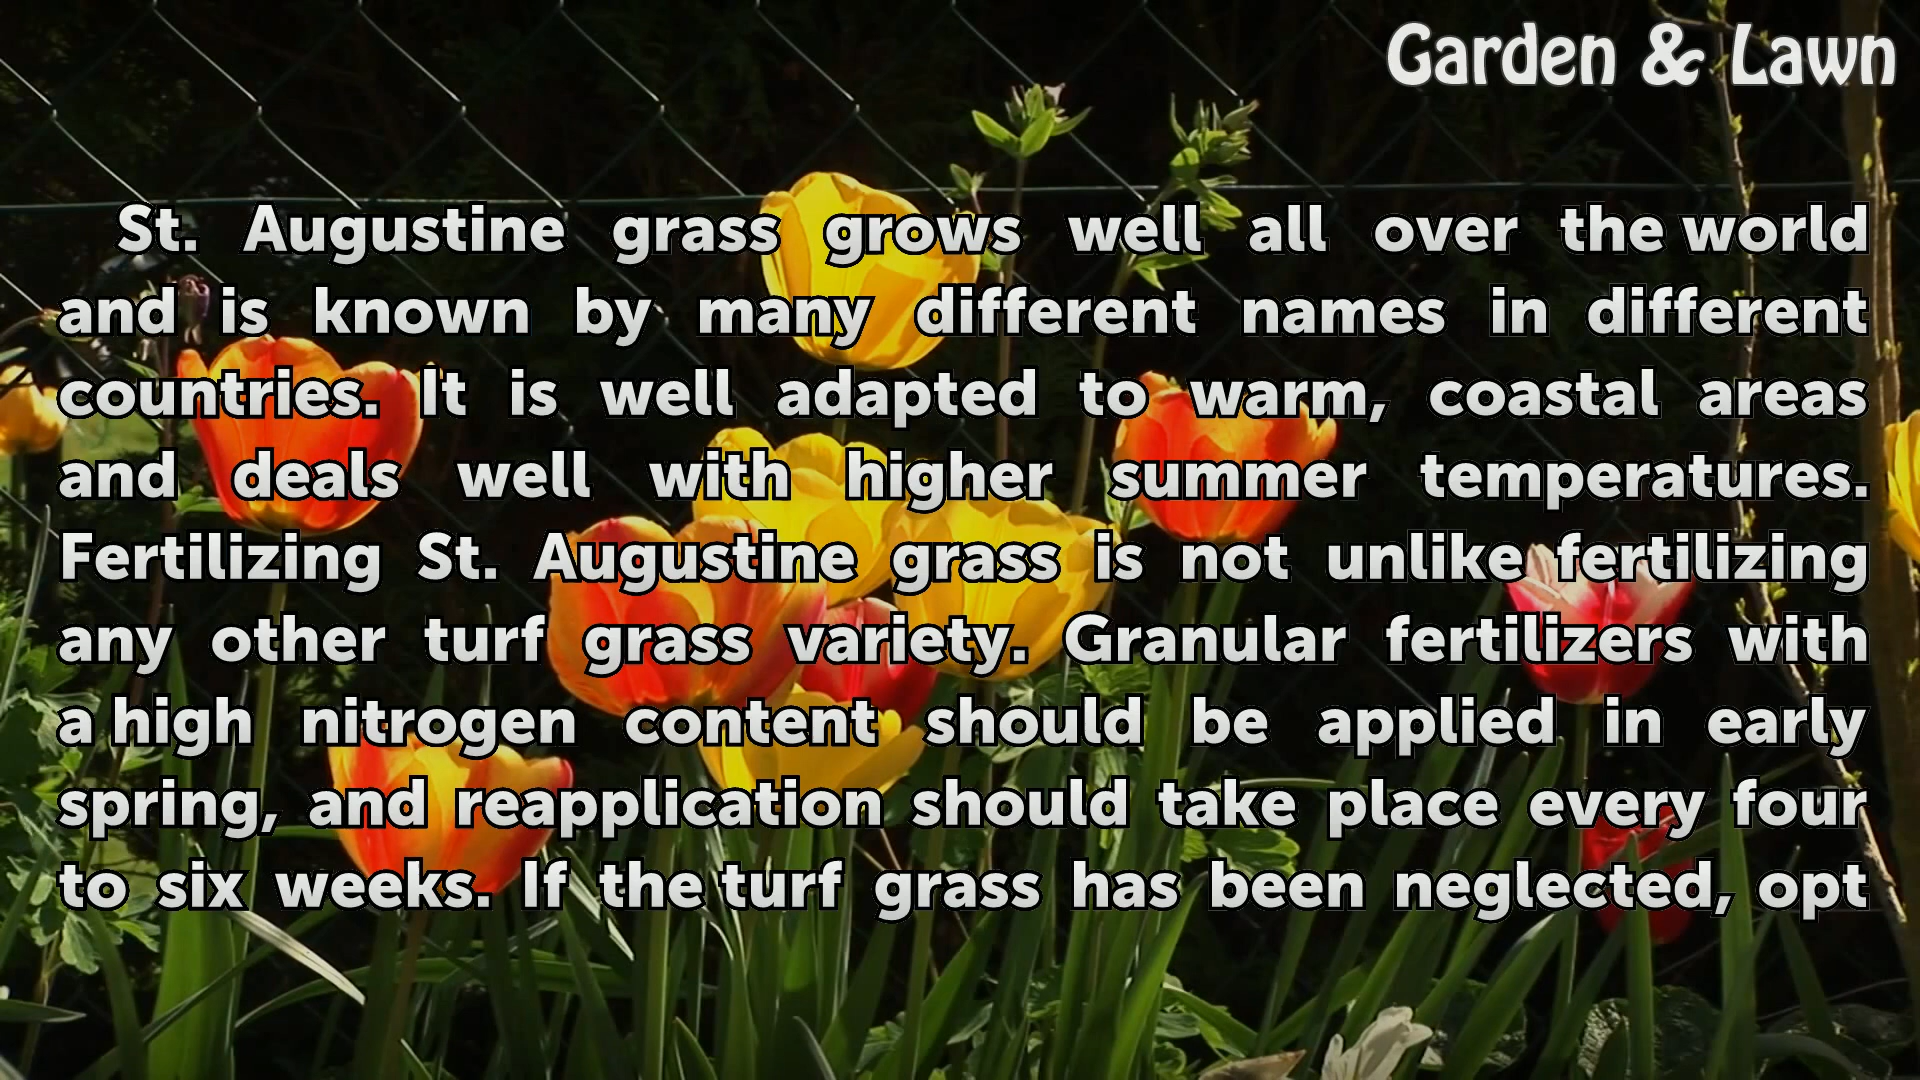 Garden & Lawn
St. Augustine grass grows well all over the world
and is known by many different names in different
countries. It is well adapted to warm, coastal areas
and deals well with higher summer temperatures.
Fertilizing St. Augustine grass is not unlike fertilizing
any other turf grass variety. Granular fertilizers with
a high nitrogen content should be applied in early
spring, and reapplication should take place every four
to six weeks. If the turf grass has been neglected, opt